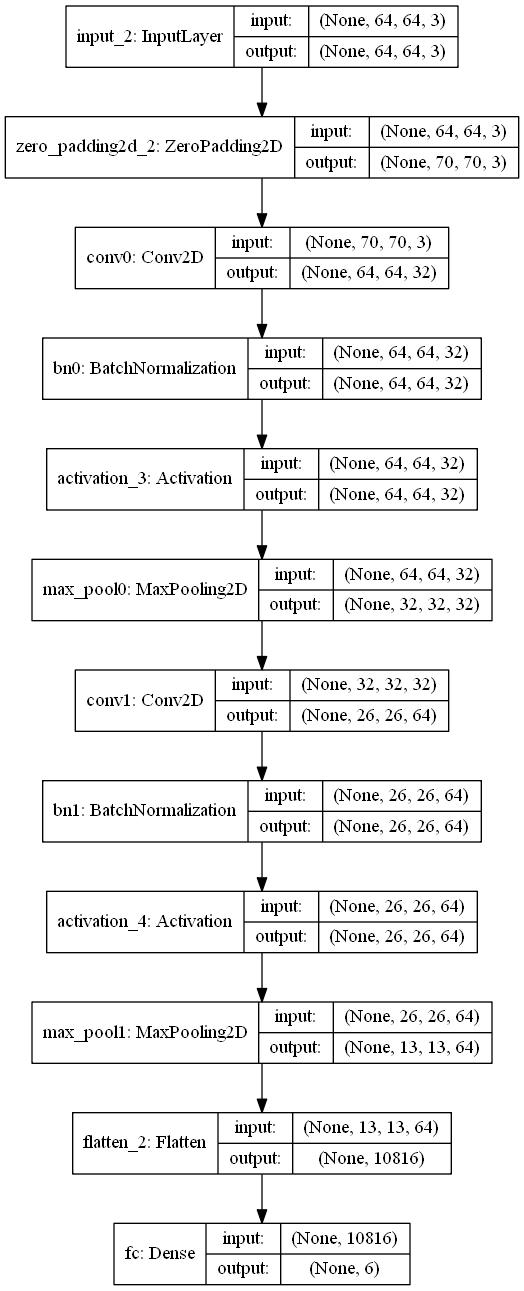 input_2: InputLayer
input:
(None, 64, 64, 3)
output:
(None, 64, 64, 3)
zero_padding2d_2: ZeroPadding2D
input:
(None, 64, 64, 3)
output:
(None, 70, 70, 3)
conv0: Conv2D
input:
(None, 70, 70, 3)
output:
(None, 64, 64, 32)
bn0: BatchNormalization
input:
(None, 64, 64, 32)
output:
(None, 64, 64, 32)
activation_3: Activation
input:
(None, 64, 64, 32)
output:
(None, 64, 64, 32)
max_pool0: MaxPooling2D
input:
(None, 64, 64, 32)
output:
(None, 32, 32, 32)
conv1: Conv2D
input:
(None, 32, 32, 32)
output:
(None, 26, 26, 64)
bn1: BatchNormalization
input:
(None, 26, 26, 64)
output:
(None, 26, 26, 64)
activation_4: Activation
input:
(None, 26, 26, 64)
output:
(None, 26, 26, 64)
max_pool1: MaxPooling2D
input:
(None, 26, 26, 64)
output:
(None, 13, 13, 64)
flatten_2: Flatten
input:
(None, 13, 13, 64)
output:
(None, 10816)
fc: Dense
input:
(None, 10816)
output:
(None, 6)